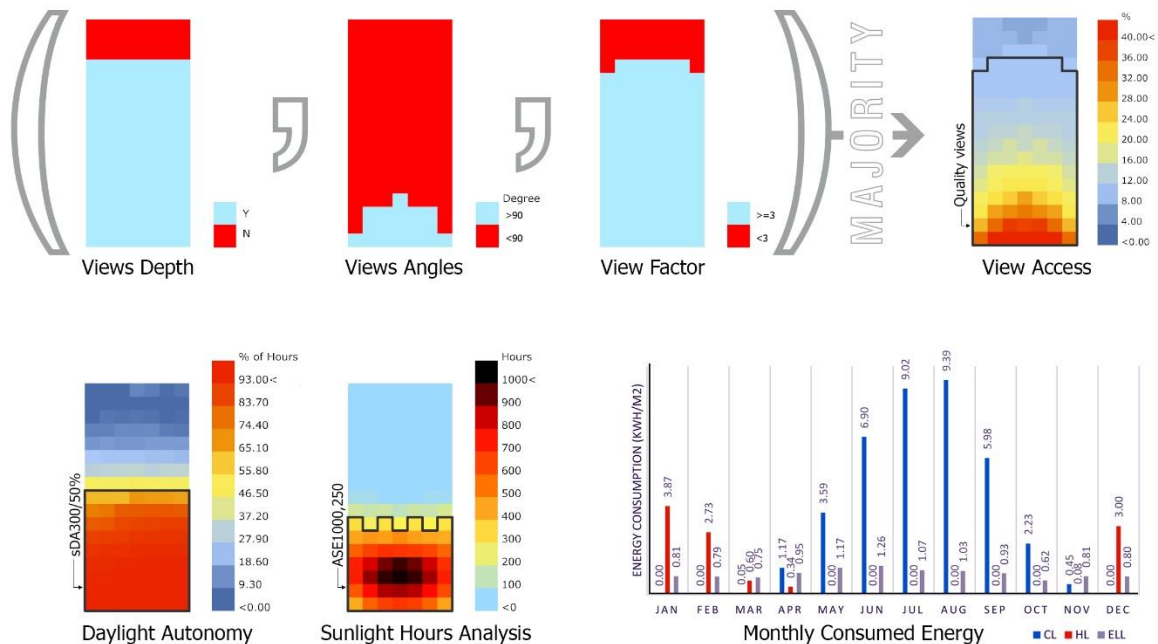 Y
N
Views Depth
Degree
>90
<90
Views Angles
>=3
<3
View Factor
MAJORITY
Quality views
%
40.00<
36.00
32.00
28.00
24.00
20.00
16.00
12.00
8.00
4.00
<0.00
View Access
sDA300/50%
% of Hours
93.00<
83.70
74.40
65.10
55.80
46.50
37.20
27.90
18.60
9.30
<0.00
Daylight Autonomy
ASE1000,250
Hours
1000<
900
800
700
600
500
400
300
200
100
<0
Sunlight Hours Analysis
ENERGY CONSUMPTION (KWH/M2)
0.00 3.87 0.81
0.00 2.73 0.79
0.05 0.60 0.75
1.17 0.34 0.95
3.59 0.00 1.17
6.90 0.00 1.26
9.02 0.00 1.07
9.39 0.00 1.03
5.98 0.00 0.93
2.23 0.00 0.62
0.45 0.08 0.81
0.00 3.00 0.80
JAN FEB MAR APR MAY JUN JUL AUG SEP OCT NOV DEC
Monthly Consumed Energy
CL HL ELL